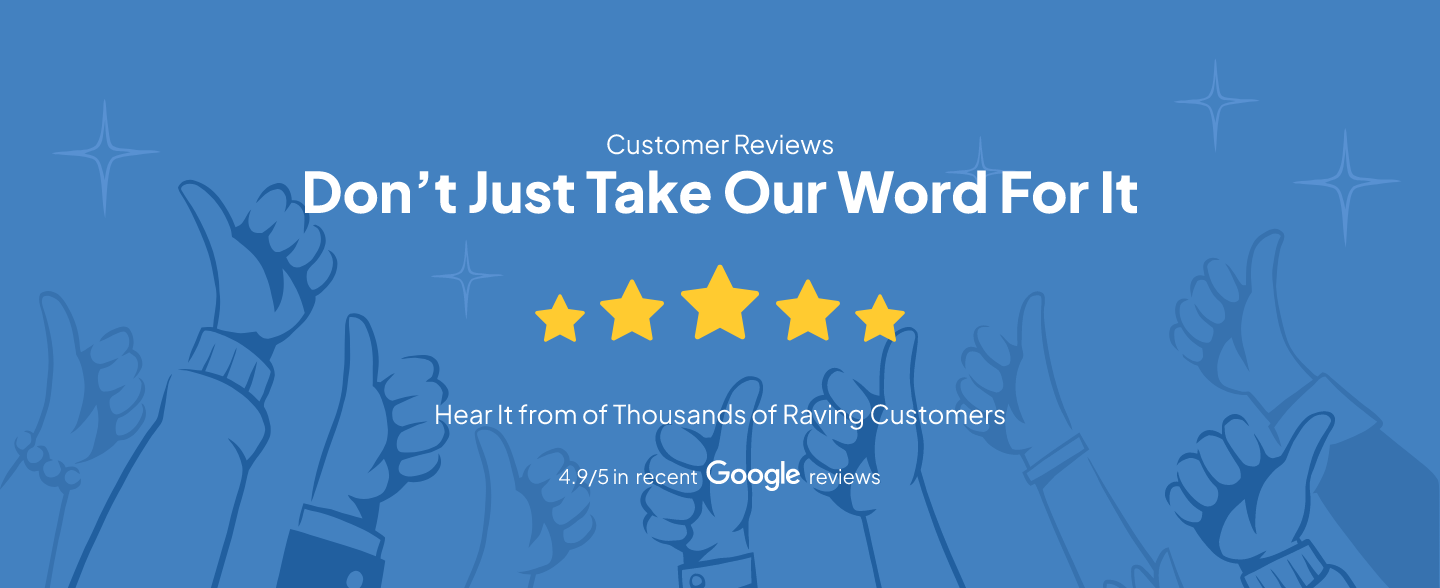 Customer Reviews
Don’t Just Take Our Word For It
Hear It from of Thousands of Raving Customers
4.9/5 in recent Google reviews